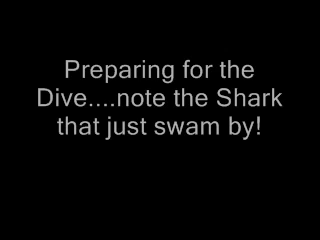 Preparing for the
Dive....note the Shark
that just swam by!